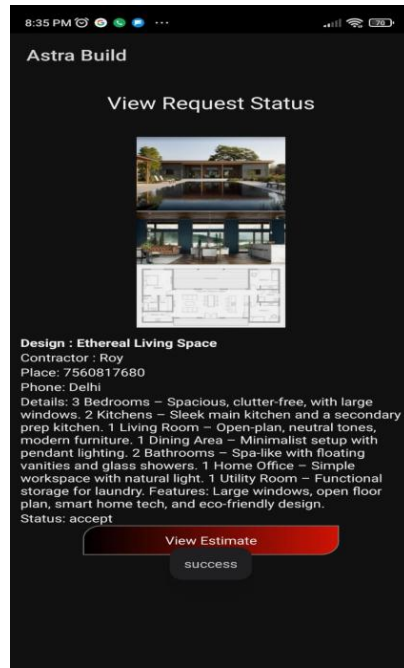 8:35 PM
70
Astra Build
View Request Status
Design : Ethereal Living Space
Contractor : Roy
Place: 7560817680
Phone: Delhi
Details: 3 Bedrooms – Spacious, clutter-free, with large
windows. 2 Kitchens – Sleek main kitchen and a secondary
prep kitchen. 1 Living Room – Open-plan, neutral tones,
modern furniture. 1 Dining Area – Minimalist setup with
pendant lighting. 2 Bathrooms – Spa-like with floating
vanities and glass showers. 1 Home Office – Simple
workspace with natural light. 1 Utility Room – Functional
storage for laundry. Features: Large windows, open floor
plan, smart home tech, and eco-friendly design.
Status: accept
View Estimate
success